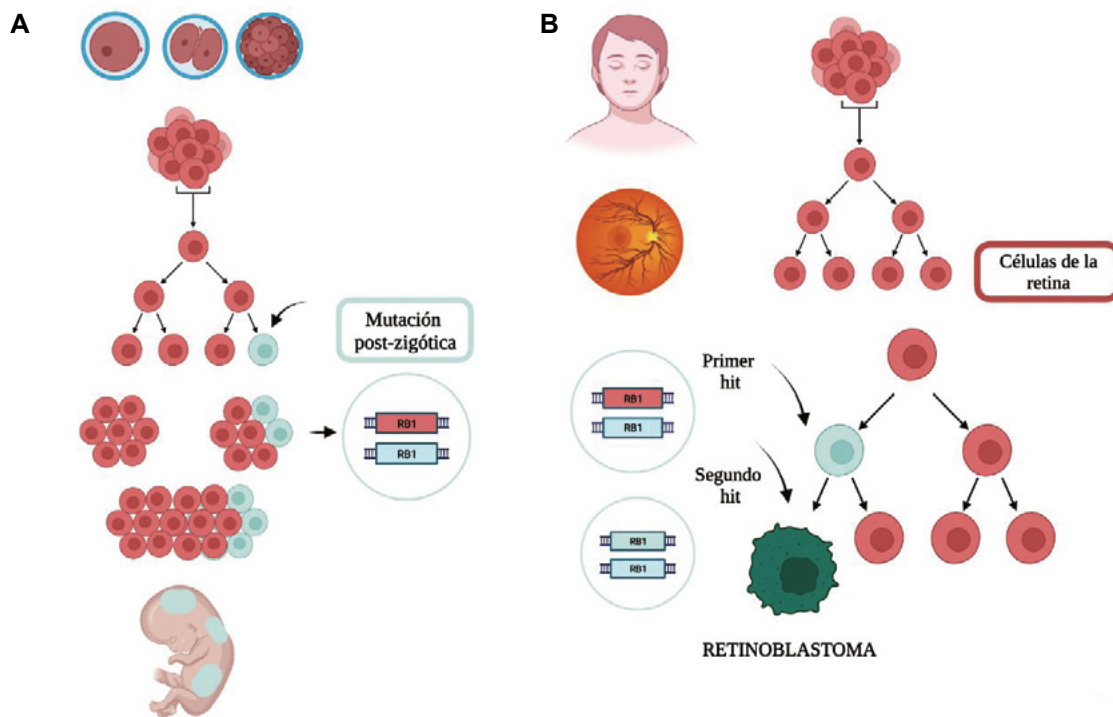 A
Mutación
post-zigótica
RB1
RB1
B
Células de la
retina
Primer
hit
RB1
RB1
Segundo
hit
RB1
RB1
RETINOBLASTOMA